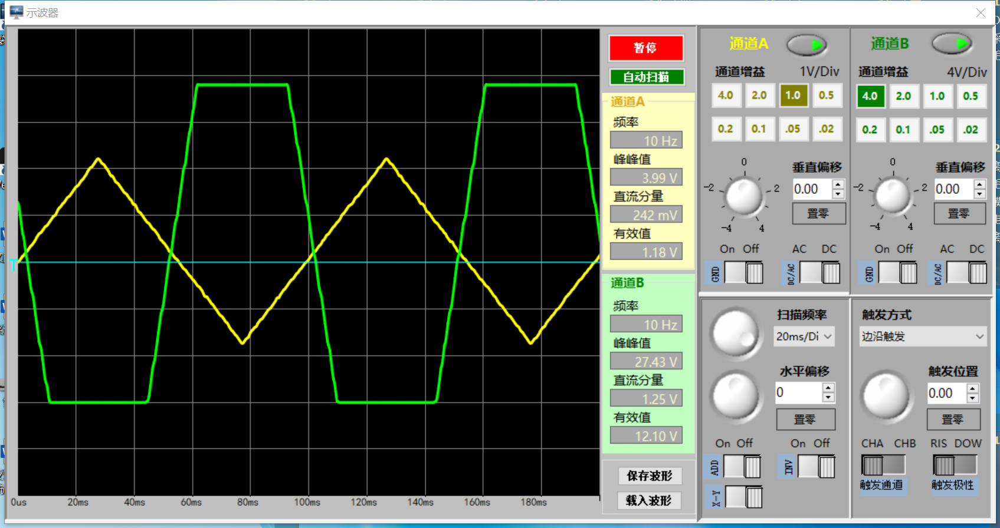 示波器
T
0us 20ms 40ms 60ms 80ms 100ms 120ms 140ms 160ms 180ms
暂停
自动扫描
通道A
频率
10 Hz
峰峰值
3.99 V
直流分量
242 mV
有效值
1.18 V
通道B
频率
10 Hz
峰峰值
27.43 V
直流分量
1.25 V
有效值
12.10 V
保存波形
载入波形
通道A
通道增益 1V/Div
4.0 2.0 1.0 0.5
0.2 0.1 .05 .02
0
-2 2
-4 4
垂直偏移
0.00
置零
On Off
GND
AC DC
DC/AC
通道B
通道增益 4V/Div
4.0 2.0 1.0 0.5
0.2 0.1 .05 .02
0
-2 2
-4 4
垂直偏移
0.00
置零
On Off
GND
AC DC
DC/AC
扫描频率
20ms/Di
水平偏移
0
置零
On Off
ADD
On Off
INV
X-Y
触发方式
边沿触发
触发位置
0.00
置零
CHA CHB
触发通道
RIS DOW
触发极性